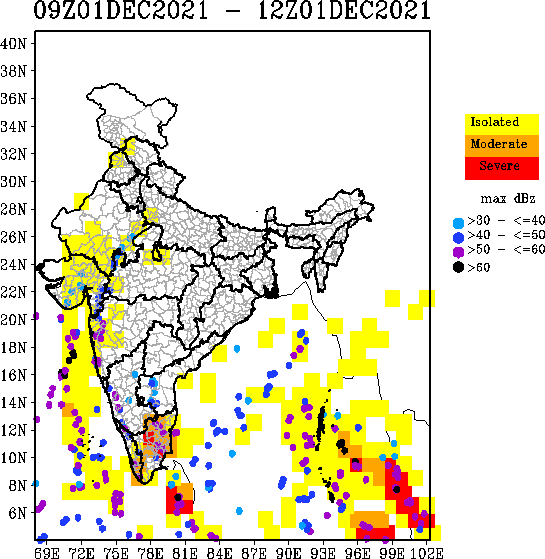 09Z01DEC2021 - 12Z01DEC2021
40N
38N
36N
34N
32N
30N
28N
26N
24N
22N
20N
18N
16N
14N
12N
10N
8N
6N
69E 72E 75E 78E 81E 84E 87E 90E 93E 96E 99E 102E
Isolated
Moderate
Severe
max dBz
>30 - <=40
>40 - <=50
>50 - <=60
>60